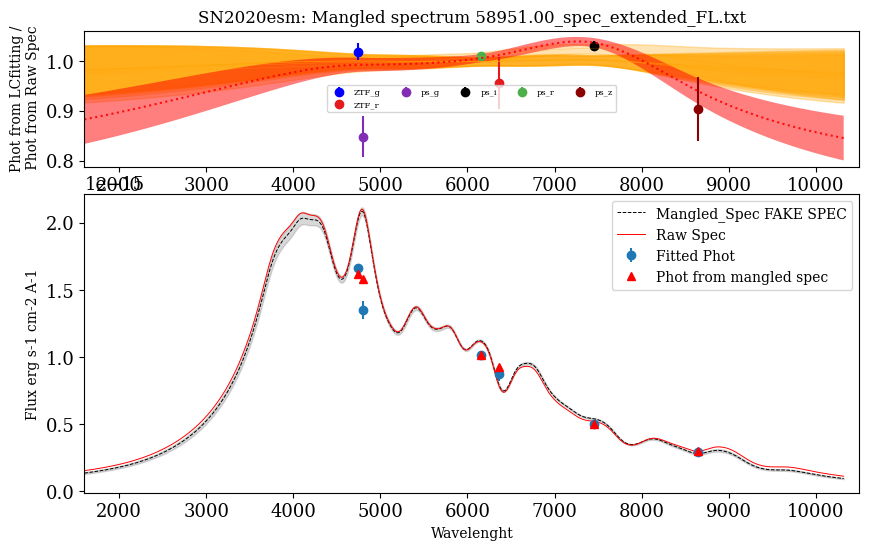 SN2020esm: Mangled spectrum 58951.00_spec_extended_FL.txt
Phot from LCfitting /
Phot from Raw Spec
1.0
0.9
0.8
ZTF_g ps_g ps_i ps_r ps_z
ZTF_r
2000 3000 4000 5000 6000 7000 8000 9000 10000
1e−15
Flux erg s-1 cm-2 A-1
2.0
1.5
1.0
0.5
0.0
Mangled_Spec FAKE SPEC
Raw Spec
Fitted Phot
Phot from mangled spec
2000 3000 4000 5000 6000 7000 8000 9000 10000
Wavelenght